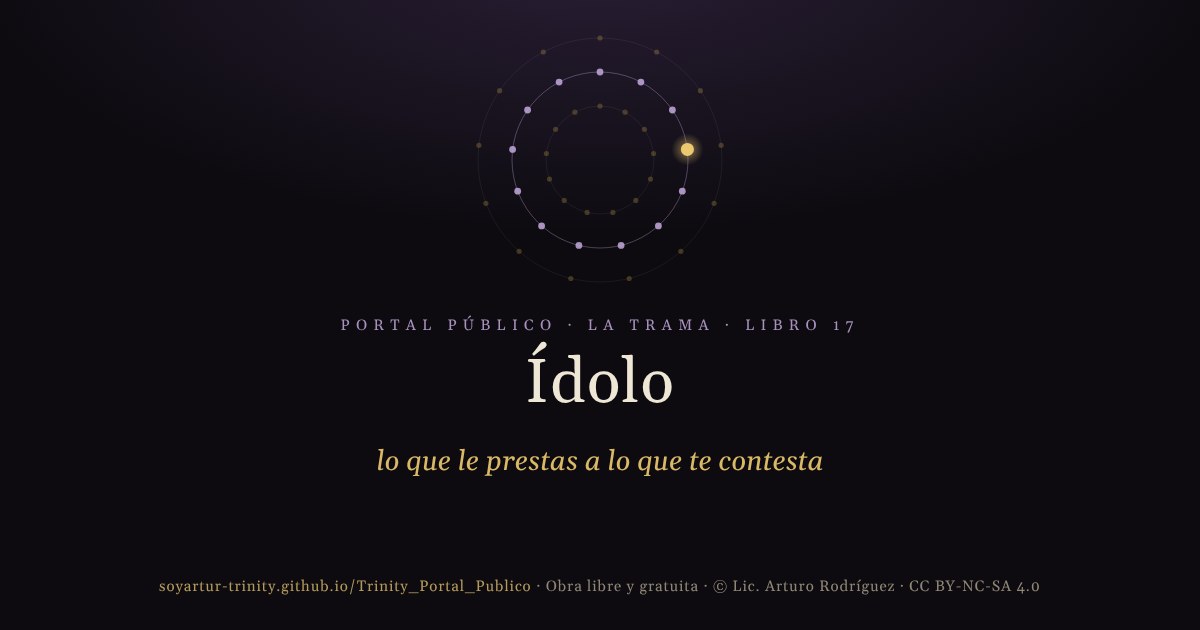 PORTAL PÚBLICO · LA TRAMA · LIBRO 17
Ídolo
lo que le prestas a lo que te contesta
soyartur-trinity.github.io/Trinity_Portal_Publico · Obra libre y gratuita · © Lic. Arturo Rodríguez · CC BY-NC-SA 4.0